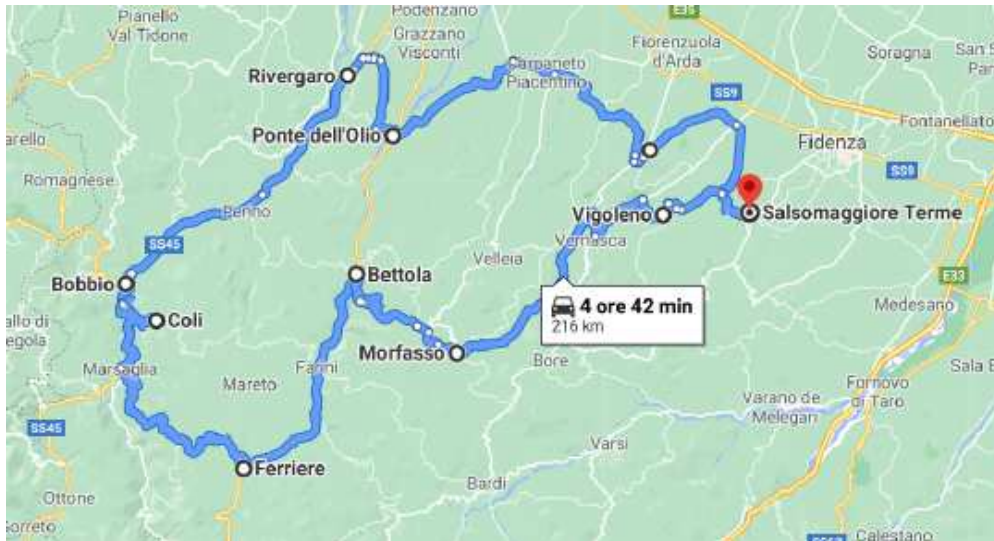 Pianello
Val Tidone
Podenzano
Grazzano
Visconti
E35
Fiorenzuola
d'Arda
Soragna
San S
Pan
Rivergaro
Carpaneto
Piacentino
SS9
Fontanellato
Ponte dell'Olio
Fidenza
arello
Romagnese
SS9
Penno
Vigoleno
Salsomaggiore Terme
SS45
Vernasca
Velleia
Bettola
Bobbio
E33
Medesano
4 ore 42 min
216 km
Coli
allo di
egola
Morfasso
Bore
Marsaglia
Farini
Mareto
Sala B
Fornovo
di Taro
Varano de
Melegari
SS45
Varsi
Ferriere
Bardi
Ottone
Sorreto
Calestano